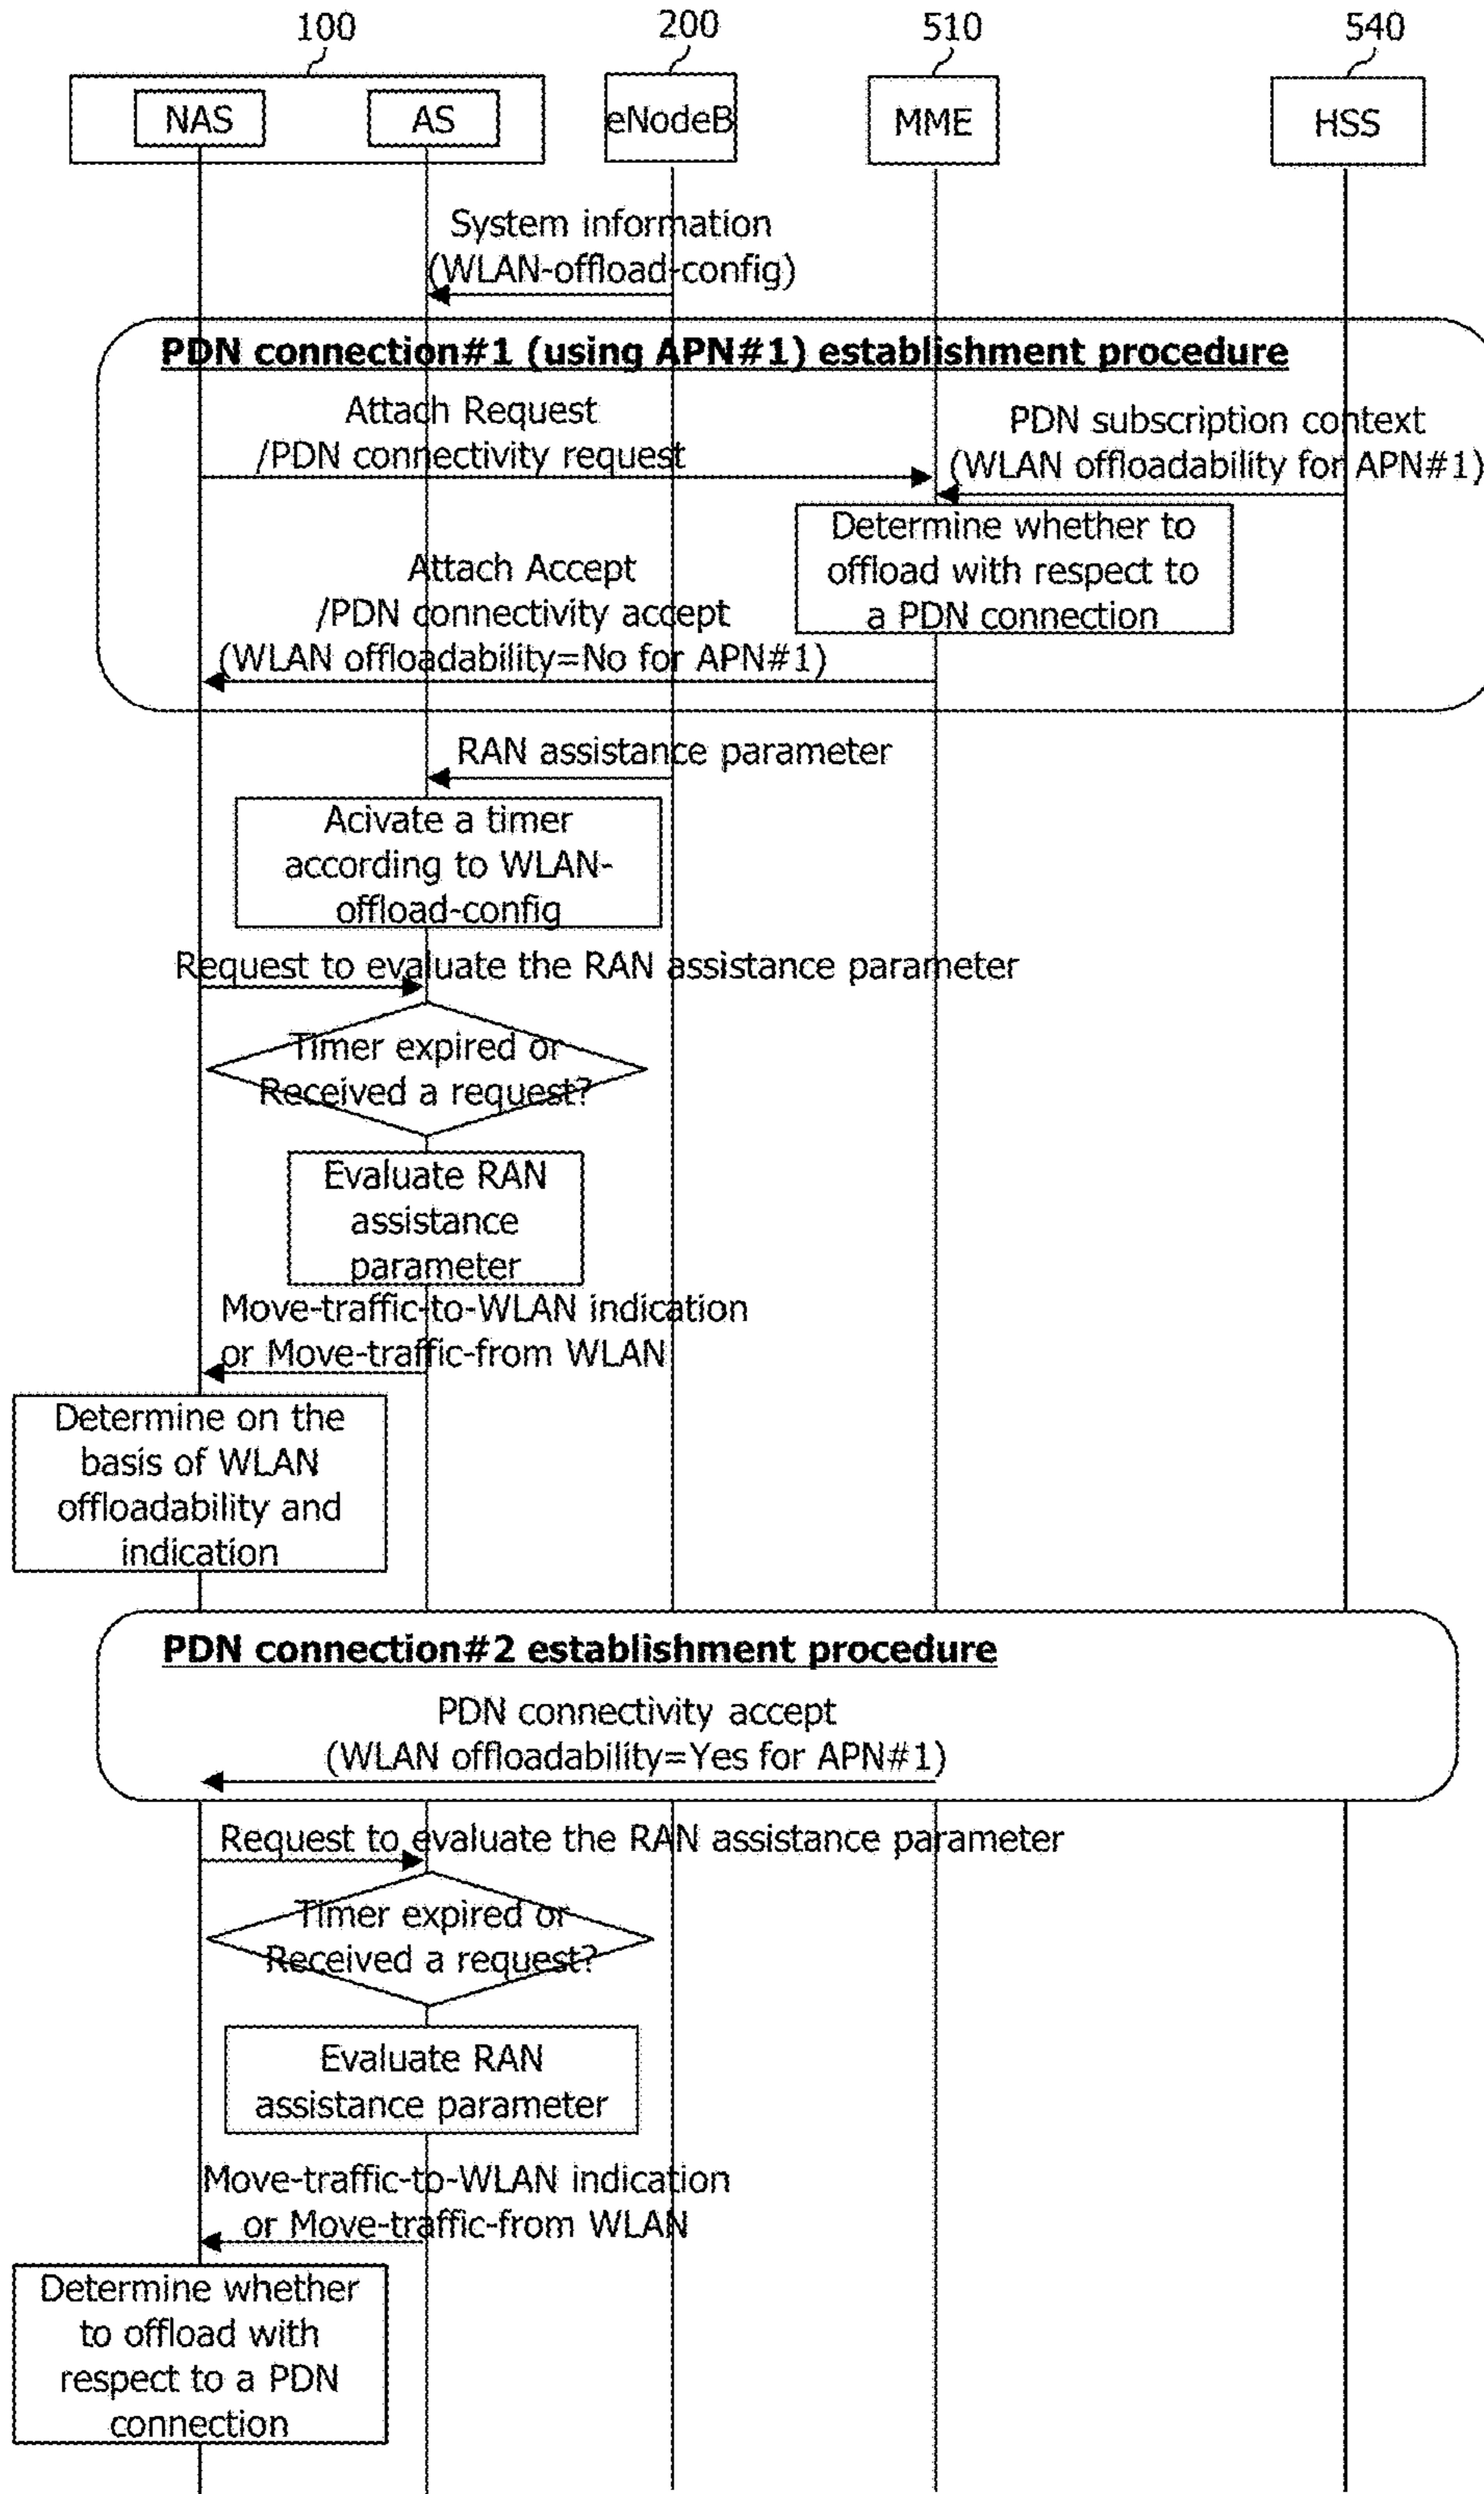 100
200
510
540
NAS
AS
eNodeB
MME
HSS
System information
(WLAN-offload-config)
PDN connection#1 (using APN#1) establishment procedure
Attach Request
/PDN connectivity request
PDN subscription context
(WLAN offloadability for APN#1)
Determine whether to
offload with respect to
a PDN connection
Attach Accept
/PDN connectivity accept
(WLAN offloadability=No for APN#1)
RAN assistance parameter
Acivate a timer
according to WLAN-
offload-config
Request to evaluate the RAN assistance parameter
Timer expired or
Received a request?
Evaluate RAN
assistance
parameter
Move-traffic-to-WLAN indication
or Move-traffic-from WLAN
Determine on the
basis of WLAN
offloadability and
indication
PDN connection#2 establishment procedure
PDN connectivity accept
(WLAN offloadability=Yes for APN#1)
Request to evaluate the RAN assistance parameter
Timer expired or
Received a request?
Evaluate RAN
assistance parameter
Move-traffic-to-WLAN indication
or Move-traffic-from WLAN
Determine whether
to offload with
respect to a PDN
connection